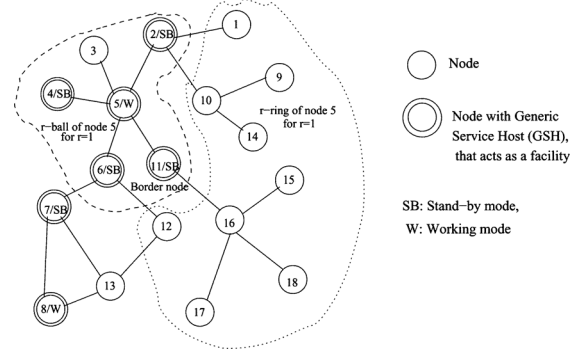 1
2/SB
3
9
4/SB
5/W
10
r-ball of node 5
for r=1
r-ring of node 5
for r=1
14
6/SB
11/SB
Border node
15
7/SB
12
16
13
18
8/W
17
Node
Node with Generic
Service Host (GSH),
that acts as a facility
SB: Stand-by mode,
W: Working mode